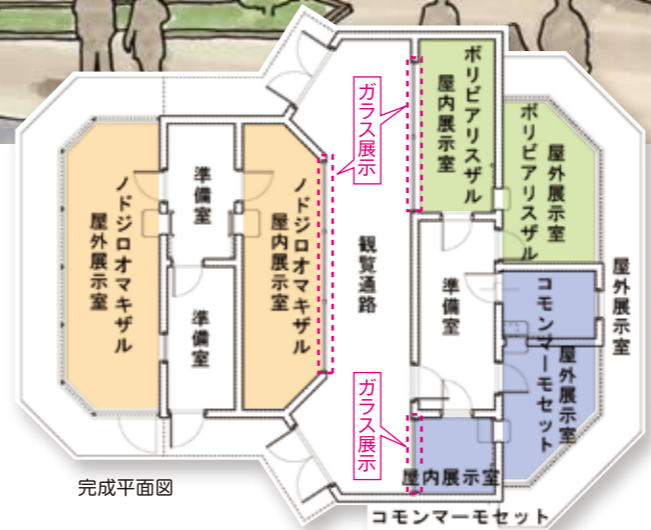 ノドジロオマキザル
屋外展示室
準備室
準備室
ノドジロオマキザル
屋内展示室
ガラス展示
観覧通路
ガラス展示
ボリビアリスザル
屋内展示室
ボリビアリスザル
屋外展示室
準備室
コモンマーモセット
屋外展示室
屋外展示室
屋内展示室
コモンマーモセット
完成平面図